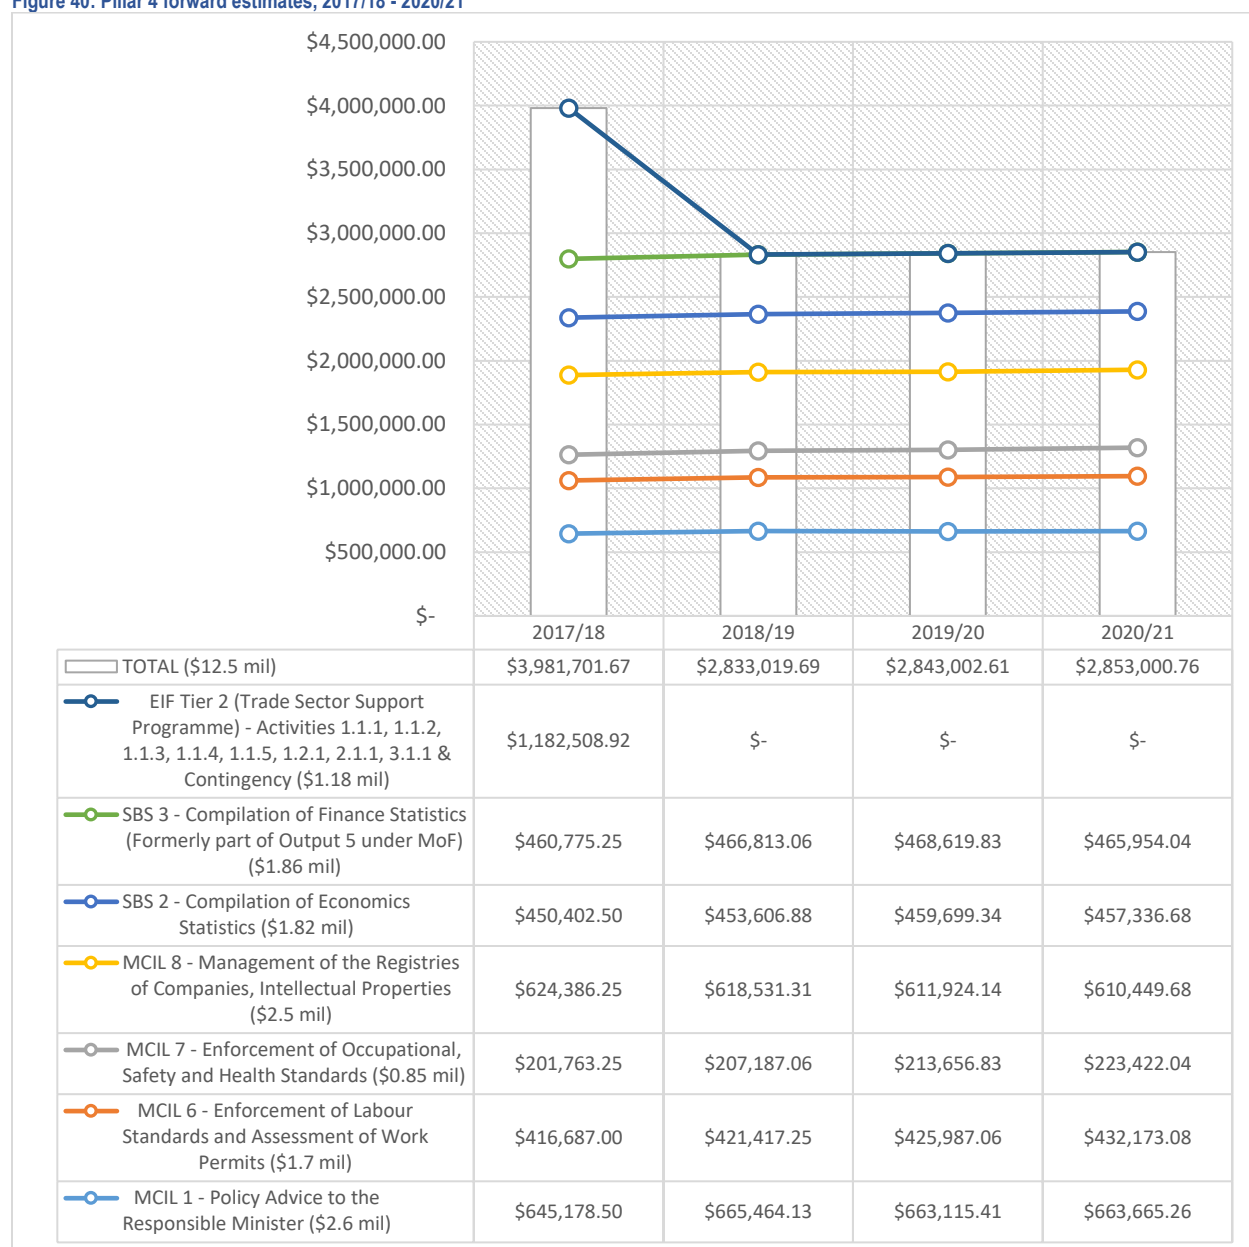 Figure 40: Pillar 4 forward estimates, 2017/18 - 2020/21
$4,500,000.00
$4,000,000.00
$3,500,000.00
$3,000,000.00
$2,500,000.00
$2,000,000.00
$1,500,000.00
$1,000,000.00
$500,000.00
$-
2017/18 2018/19 2019/20 2020/21
TOTAL ($12.5 mil) $3,981,701.67 $2,833,019.69 $2,843,002.61 $2,853,000.76
EIF Tier 2 (Trade Sector Support
Programme) - Activities 1.1.1, 1.1.2,
1.1.3, 1.1.4, 1.1.5, 1.2.1, 2.1.1, 3.1.1 &
Contingency ($1.18 mil)
$1,182,508.92 $- $- $-
SBS 3 - Compilation of Finance Statistics
(Formerly part of Output 5 under MoF)
($1.86 mil)
$460,775.25 $466,813.06 $468,619.83 $465,954.04
SBS 2 - Compilation of Economics
Statistics ($1.82 mil)
$450,402.50 $453,606.88 $459,699.34 $457,336.68
MCIL 8 - Management of the Registries
of Companies, Intellectual Properties
($2.5 mil)
$624,386.25 $618,531.31 $611,924.14 $610,449.68
MCIL 7 - Enforcement of Occupational,
Safety and Health Standards ($0.85 mil)
$201,763.25 $207,187.06 $213,656.83 $223,422.04
MCIL 6 - Enforcement of Labour
Standards and Assessment of Work
Permits ($1.7 mil)
$416,687.00 $421,417.25 $425,987.06 $432,173.08
MCIL 1 - Policy Advice to the
Responsible Minister ($2.6 mil)
$645,178.50 $665,464.13 $663,115.41 $663,665.26